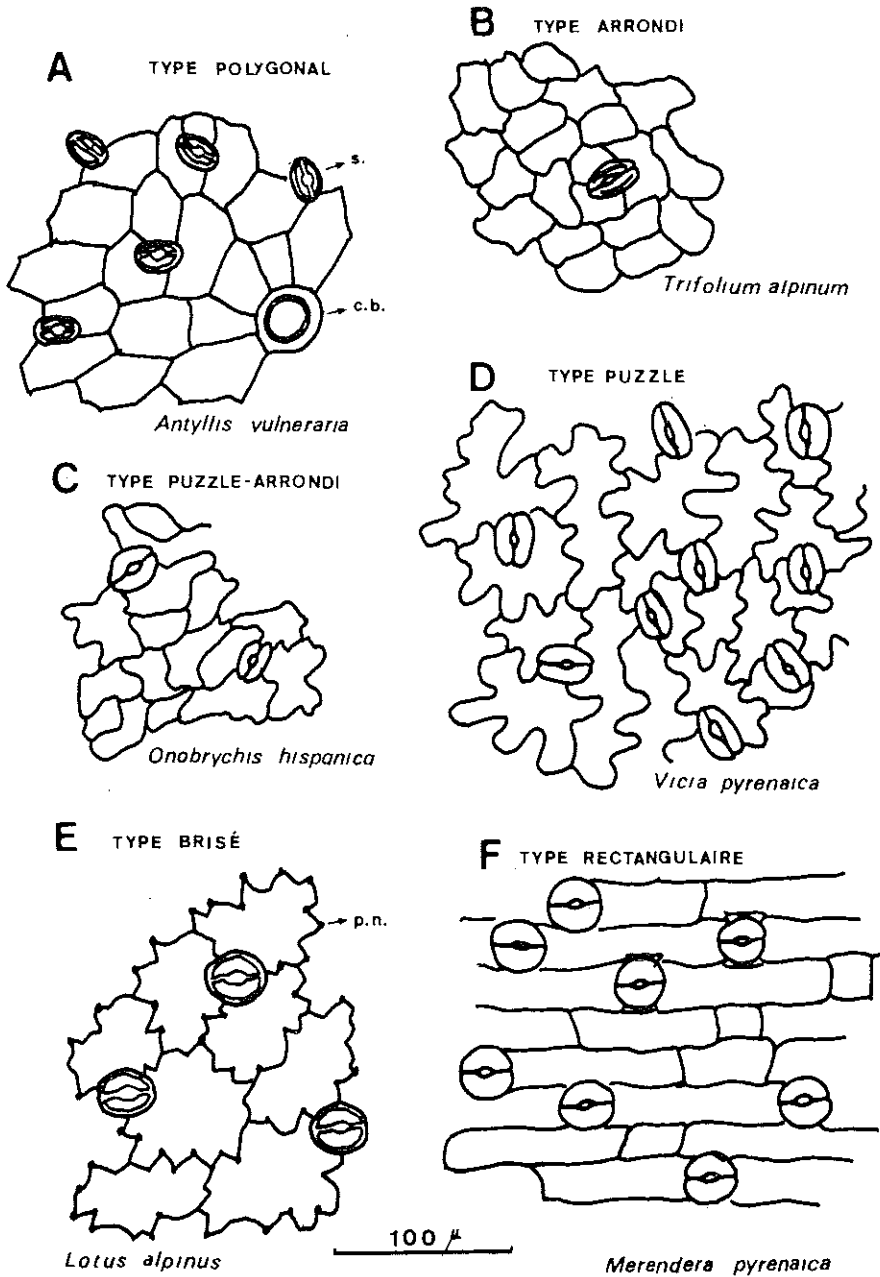 A TYPE POLYGONAL
s.
c.b.
Antyllis vulneraria
B TYPE ARRONDI
Trifolium alpinum
C TYPE PUZZLE-ARRONDI
Onobrychis hispanica
D TYPE PUZZLE
Vicia pyrenaica
E TYPE BRISÉ
p.n.
Lotus alpinus
F TYPE RECTANGULAIRE
Merendera pyrenaica
100 µ